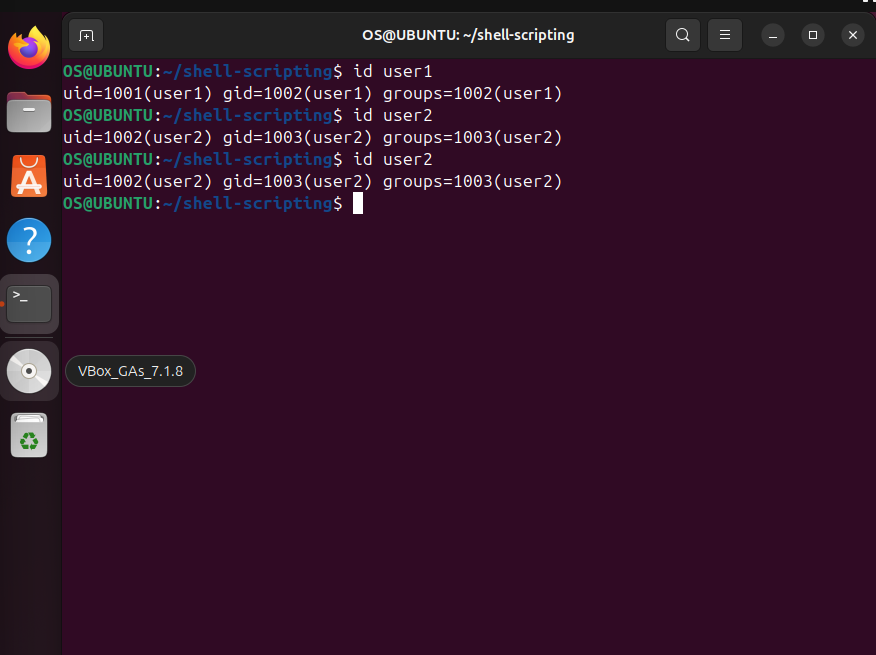 OS@UBUNTU: ~/shell-scripting
OS@UBUNTU:~/shell-scripting$ id user1
uid=1001(user1) gid=1002(user1) groups=1002(user1)
OS@UBUNTU:~/shell-scripting$ id user2
uid=1002(user2) gid=1003(user2) groups=1003(user2)
OS@UBUNTU:~/shell-scripting$ id user2
uid=1002(user2) gid=1003(user2) groups=1003(user2)
OS@UBUNTU:~/shell-scripting$
VBox_GAs_7.1.8